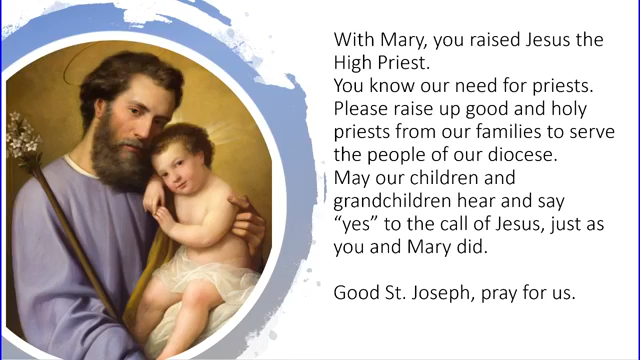 With Mary, you raised Jesus the
High Priest.
You know our need for priests.
Please raise up good and holy
priests from our families to serve
the people of our diocese.
May our children and
grandchildren hear and say
“yes” to the call of Jesus, just as
you and Mary did.
Good St. Joseph, pray for us.